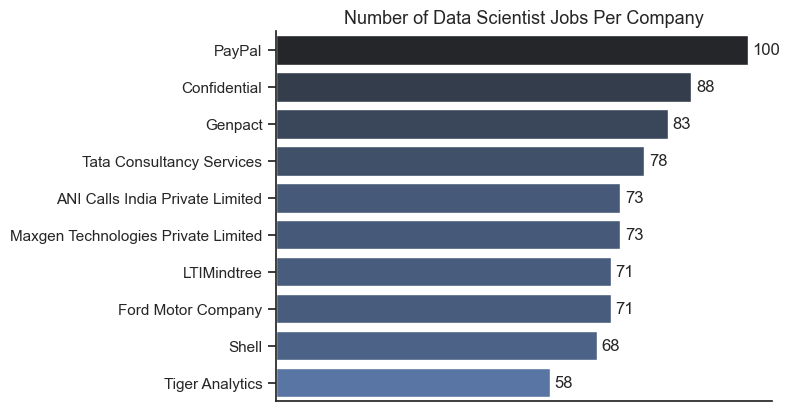 Number of Data Scientist Jobs Per Company
PayPal 100
Confidential 88
Genpact 83
Tata Consultancy Services 78
ANI Calls India Private Limited 73
Maxgen Technologies Private Limited 73
LTIMindtree 71
Ford Motor Company 71
Shell 68
Tiger Analytics 58